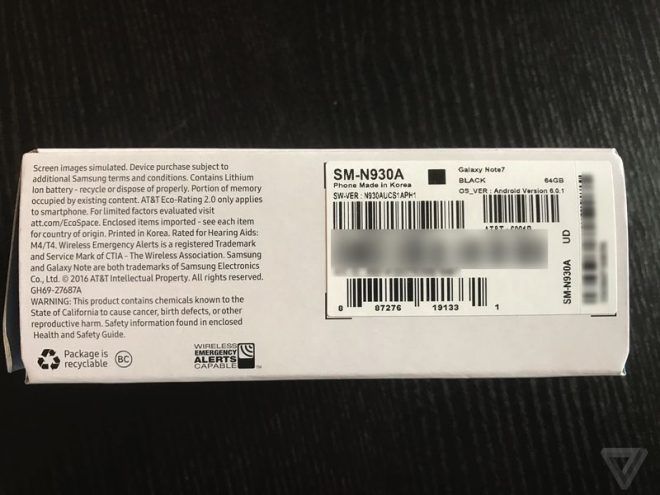 Screen images simulated. Device purchase subject to
additional Samsung terms and conditions. Contains Lithium
Ion battery - recycle or dispose of properly. Portion of memory
occupied by existing content. AT&T Eco-Rating 2.0 only applies
to smartphone. For limited factors evaluated visit
att.com/EcoSpace. Enclosed items imported - see each item
for country of origin. Printed in Korea. Rated for Hearing Aids:
M4/T4. Wireless Emergency Alerts is a registered Trademark
and Service Mark of CTIA - The Wireless Association. Samsung
and Galaxy Note are both trademarks of Samsung Electronics
Co., Ltd. © 2016 AT&T Intellectual Property. All rights reserved.
GH69-27687A
WARNING: This product contains chemicals known to the
State of California to cause cancer, birth defects, or other
reproductive harm. Safety information found in enclosed
Health and Safety Guide.
Package is
recyclable
BC
WIRELESS
EMERGENCY
ALERTS
CAPABLE
TM
SM-N930A
Phone Made in Korea
Galaxy Note7
BLACK 64GB
OS_VER : Android Version 6.0.1
SW-VER : N930AUCS1APH1
8 87276 19133 1
SM-N930A UD